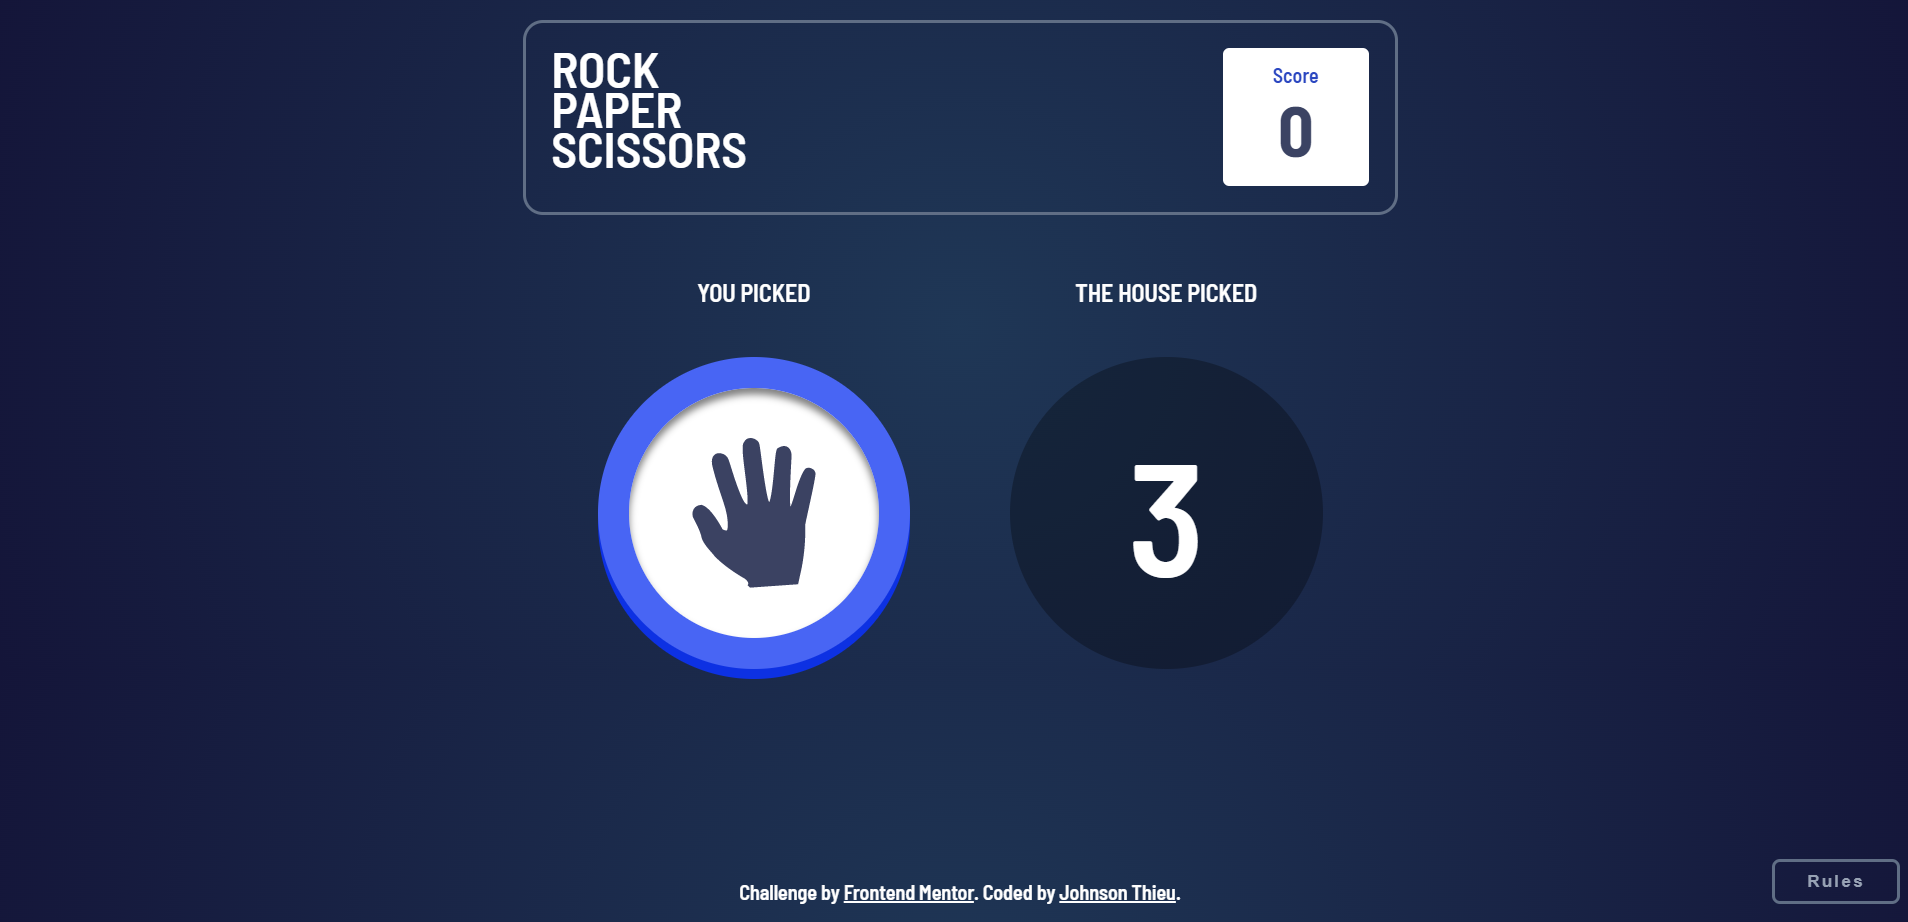 ROCK
PAPER
SCISSORS
Score
0
YOU PICKED
THE HOUSE PICKED
3
Challenge by Frontend Mentor. Coded by Johnson Thieu.
Rules